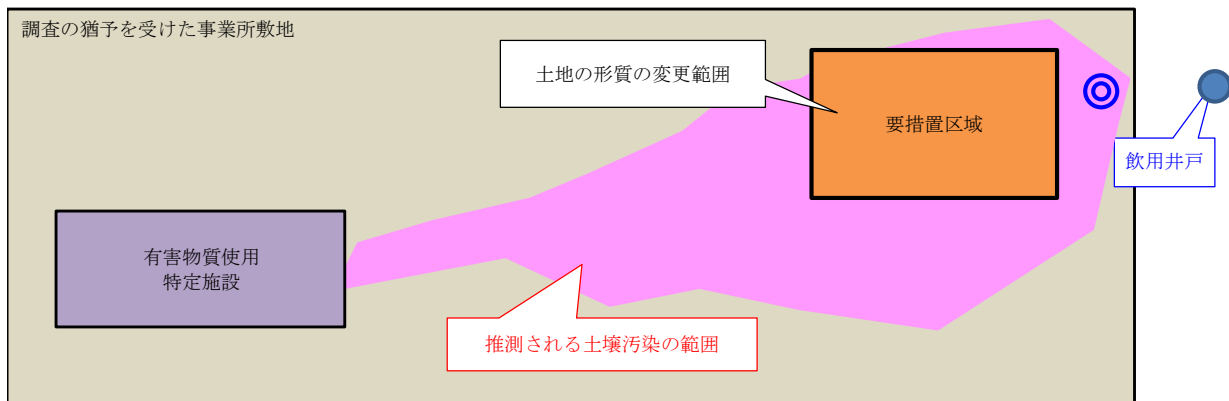 調査の猶予を受けた事業所敷地
土地の形質の変更範囲
要措置区域
飲用井戸
有害物質使用
特定施設
推測される土壌汚染の範囲